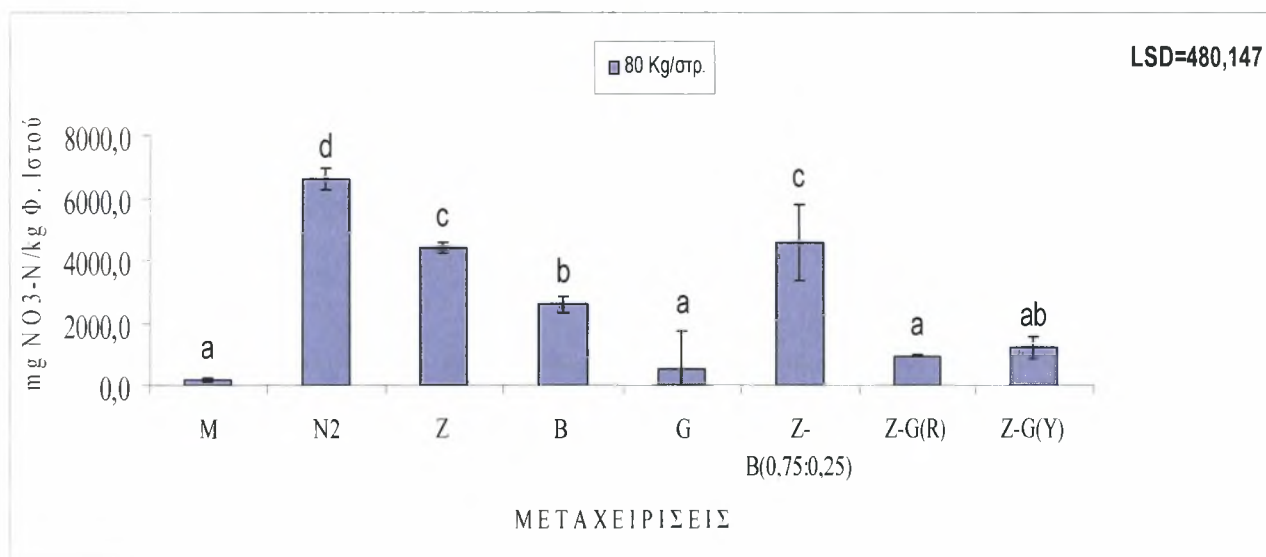 80 Kg/στρ.
LSD=480,147
mg NO3-N/kg Φ. Ιστού
8000,0
6000,0
4000,0
2000,0
0,0
a
d
c
b
a
c
a
ab
M
N2
Z
B
G
Z-
B(0,75:0,25)
Z-G(R)
Z-G(Y)
ΜΕΤΑΧΕΙΡΙΣΕΙΣ